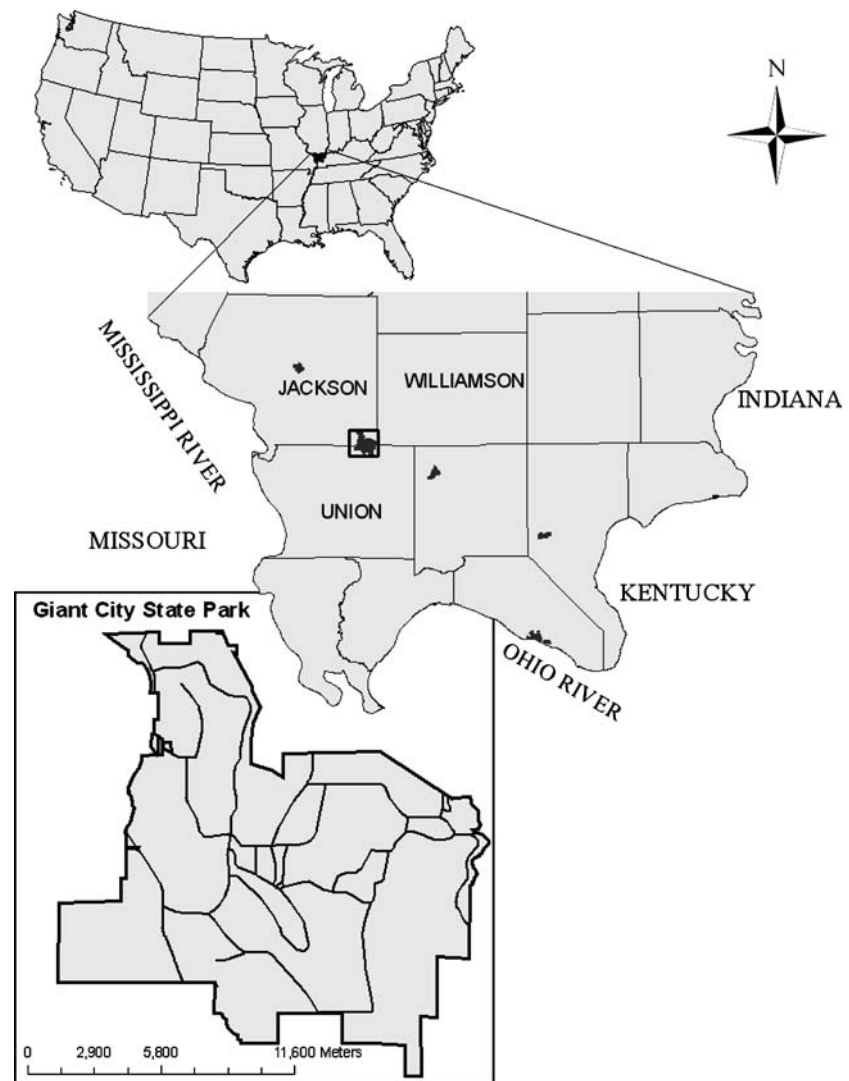 N
MISSISSIPPI RIVER
JACKSON
WILLIAMSON
INDIANA
UNION
MISSOURI
KENTUCKY
OHIO RIVER
Giant City State Park
0 2,900 5,800 11,600 Meters